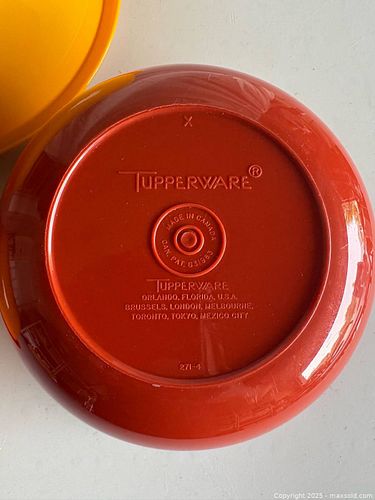 X
TUPPERWARE®
MADE IN CANADA
CAN. PAT. 631983
TUPPERWARE
ORLANDO, FLORIDA, U.S.A.
BRUSSELS, LONDON, MELBOURNE,
TORONTO, TOKYO, MEXICO CITY
271-4
Copyright 2025 - maxsold.com